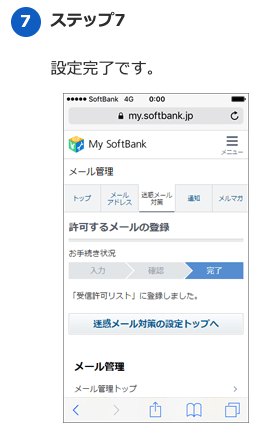 7 ステップ7
設定完了です。
SoftBank 4G 0:00
my.softbank.jp
My SoftBank
メニュー
メール管理
トップ
メール
アドレス
迷惑メール
対策
通知
メルマガ
許可するメールの登録
お手続き状況
入力 確認 完了
「受信許可リスト」に登録しました。
迷惑メール対策の設定トップへ
メール管理
メール管理トップ